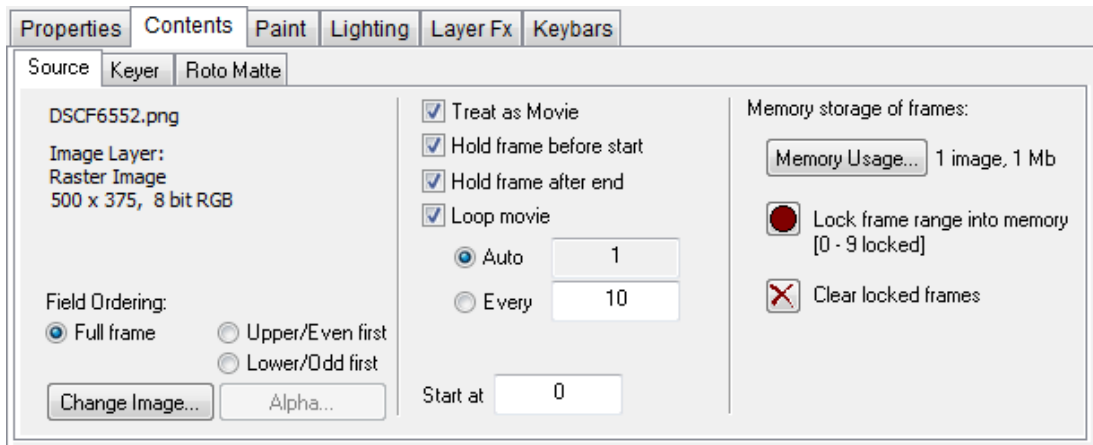 Properties Contents Paint Lighting Layer Fx Keybars
Source Keyer Roto Matte
DSCF6552.png
Image Layer:
Raster Image
500 x 375, 8 bit RGB
Field Ordering:
Full frame
Upper/Even first
Lower/Odd first
Change Image...
Alpha...
Treat as Movie
Hold frame before start
Hold frame after end
Loop movie
Auto 1
Every 10
Start at 0
Memory storage of frames:
Memory Usage... 1 image, 1 Mb
Lock frame range into memory
[0 - 9 locked]
Clear locked frames